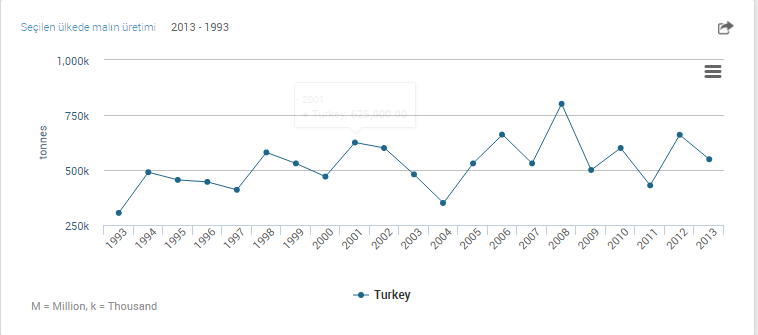 Seçilen ülkede malın üretimi 2013 - 1993
1,000k
750k
500k
250k
tonnes
2001
● Turkey: 625,000.00
1993 1994 1995 1996 1997 1998 1999 2000 2001 2002 2003 2004 2005 2006 2007 2008 2009 2010 2011 2012 2013
Turkey
M = Million, k = Thousand